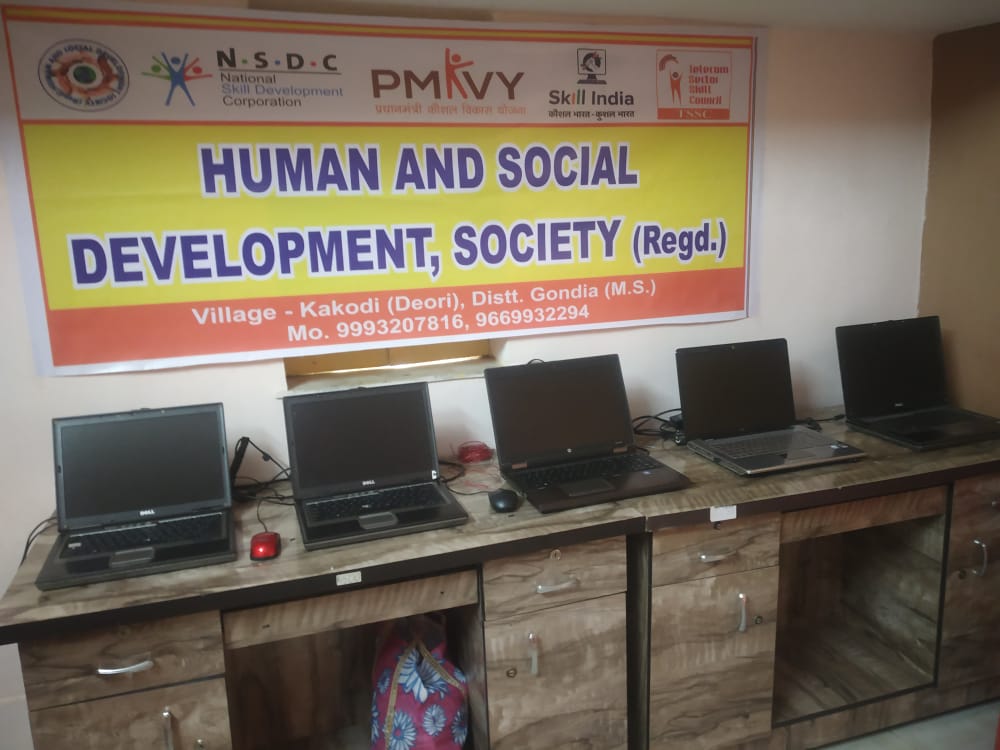 N·S·D·C
National
Skill Development
Corporation
PMKVY
प्रधानमंत्री कौशल विकास योजना
Skill India
कौशल भारत - कुशल भारत
Telecom
Sector
Skill
Council
TSSC
HUMAN AND SOCIAL
DEVELOPMENT, SOCIETY (Regd.)
Village - Kakodi (Deori), Distt. Gondia (M.S.)
Mo. 9993207816, 9669932294
DELL
DELL